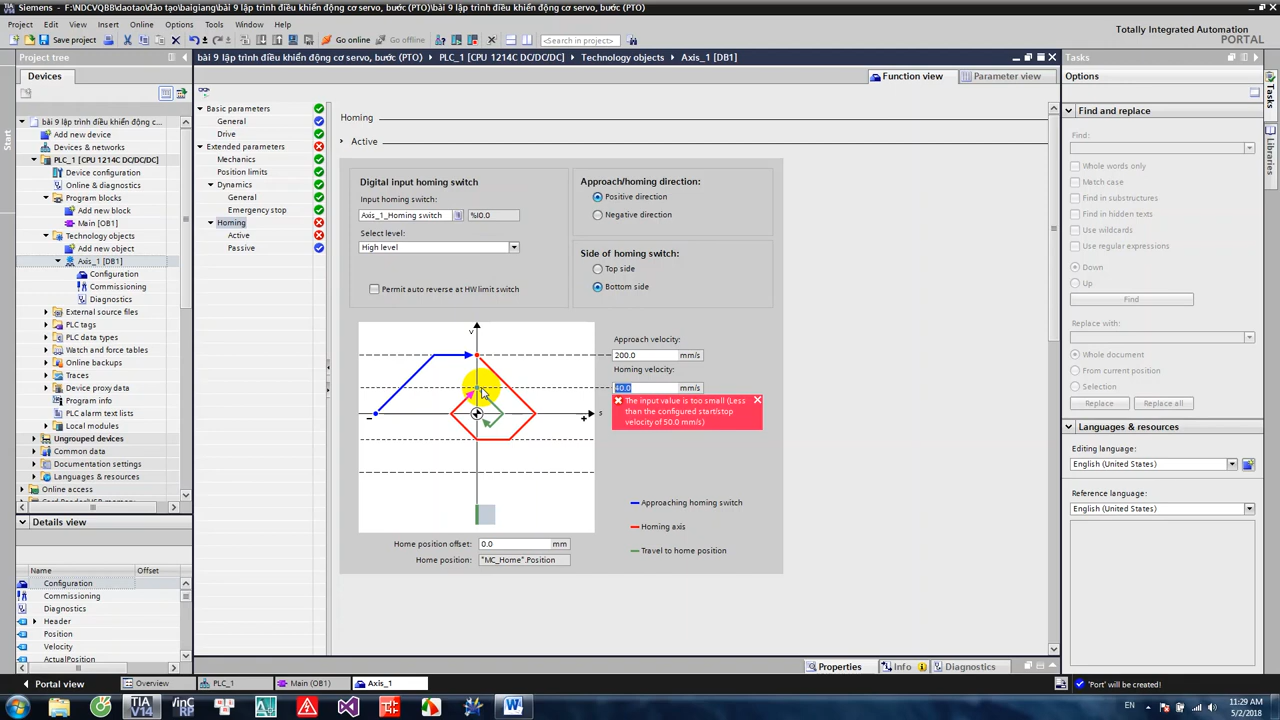 Siemens - F:\NDCVQBB\daotao\đào tạo\baigiang\bài 9 lập trình điều khiển động cơ servo, bước (PTO)\bài 9 lập trình điều khiển động cơ servo, bước (PTO)
Project Edit View Insert Online Options Tools Window Help
Totally Integrated Automation
PORTAL
Save project Go online Go offline <Search in project>
Project tree
bài 9 lập trình điều khiển động cơ servo, bước (PTO) PLC_1 [CPU 1214C DC/DC/DC] Technology objects Axis_1 [DB1]
Tasks
Devices
Function view Parameter view
Options
Start
Tasks
Libraries
bài 9 lập trình điều khiển động c...
Add new device
Devices & networks
PLC_1 [CPU 1214C DC/DC/DC]
Device configuration
Online & diagnostics
Program blocks
Add new block
Main [OB1]
Technology objects
Add new object
Axis_1 [DB1]
Configuration
Commissioning
Diagnostics
External source files
PLC tags
PLC data types
Watch and force tables
Online backups
Traces
Device proxy data
Program info
PLC alarm text lists
Local modules
Ungrouped devices
Common data
Documentation settings
Languages & resources
Online access
Details view
Name Offset
Configuration
Commissioning
Diagnostics
Header
Position
Velocity
ActualPosition
Basic parameters
General
Drive
Extended parameters
Mechanics
Position limits
Dynamics
General
Emergency stop
Homing
Active
Passive
Homing
Active
Digital input homing switch
Input homing switch:
Axis_1_Homing switch %I0.0
Select level:
High level
Permit auto reverse at HW limit switch
Approach/homing direction:
Positive direction
Negative direction
Side of homing switch:
Top side
Bottom side
v
s
−
+
Approach velocity:
200.0 mm/s
Homing velocity:
40.0 mm/s
The input value is too small (Less
than the configured start/stop
velocity of 50.0 mm/s)
Approaching homing switch
Homing axis
Travel to home position
Home position offset: 0.0 mm
Home position: "MC_Home".Position
Find and replace
Find:
Whole words only
Match case
Find in substructures
Find in hidden texts
Use wildcards
Use regular expressions
Down
Up
Find
Replace with:
Whole document
From current position
Selection
Replace Replace all
Languages & resources
Editing language:
English (United States)
Reference language:
English (United States)
Properties Info Diagnostics
Portal view Overview PLC_1 Main (OB1) Axis_1
'Port' will be created!
TIA V14
EN
11:29 AM
5/2/2018